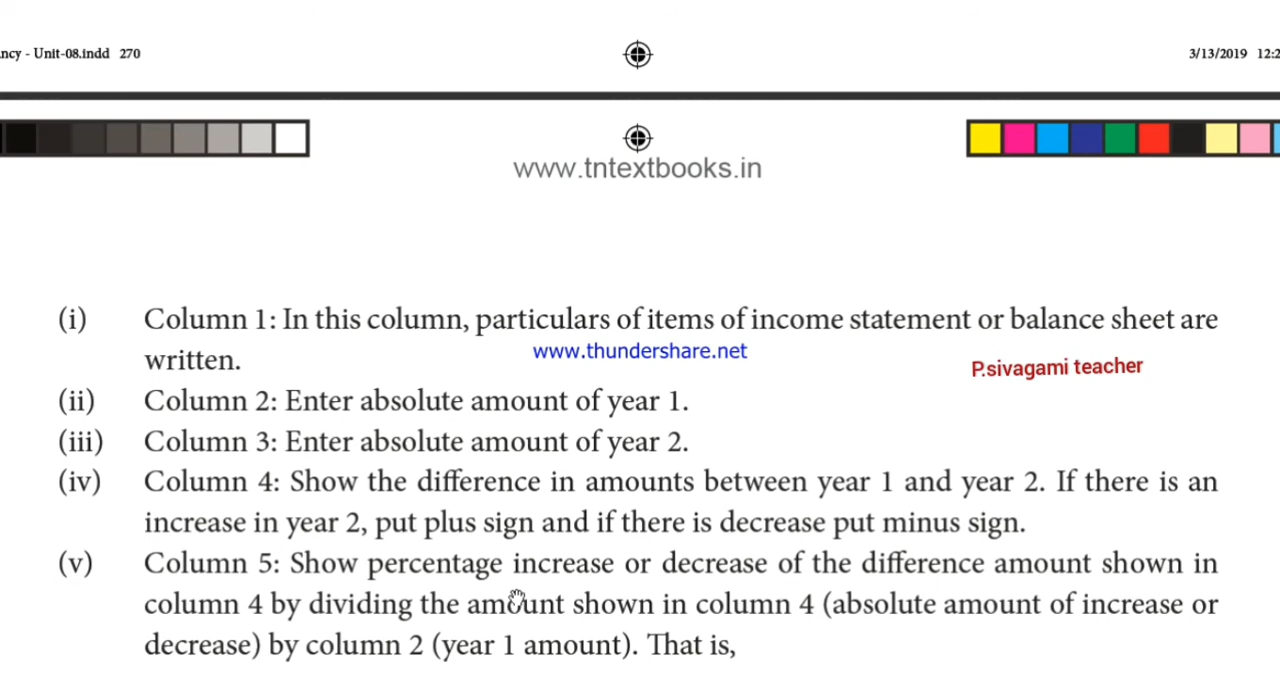 ncy - Unit-08.indd 270
3/13/2019 12:2
www.tntextbooks.in
(i) Column 1: In this column, particulars of items of income statement or balance sheet are
written.
www.thundershare.net
P.sivagami teacher
(ii) Column 2: Enter absolute amount of year 1.
(iii) Column 3: Enter absolute amount of year 2.
(iv) Column 4: Show the difference in amounts between year 1 and year 2. If there is an
increase in year 2, put plus sign and if there is decrease put minus sign.
(v) Column 5: Show percentage increase or decrease of the difference amount shown in
column 4 by dividing the amount shown in column 4 (absolute amount of increase or
decrease) by column 2 (year 1 amount). That is,